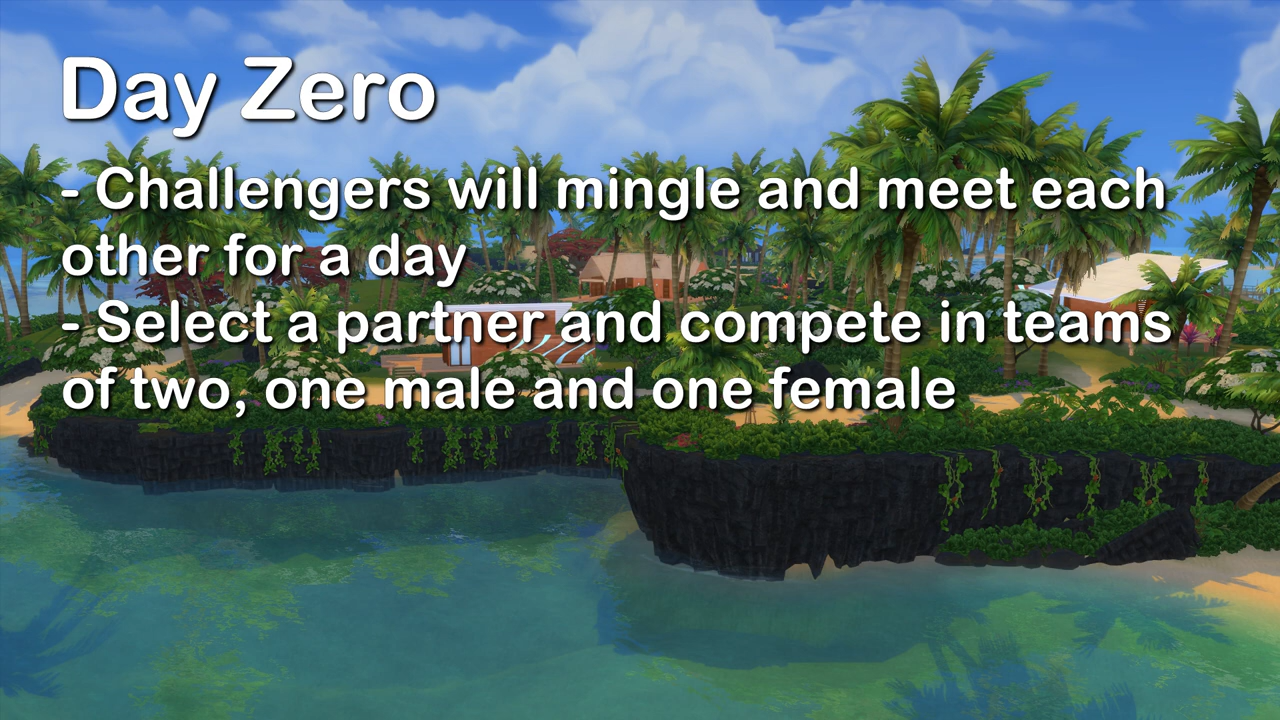 Day Zero
- Challengers will mingle and meet each
other for a day
- Select a partner and compete in teams
of two, one male and one female